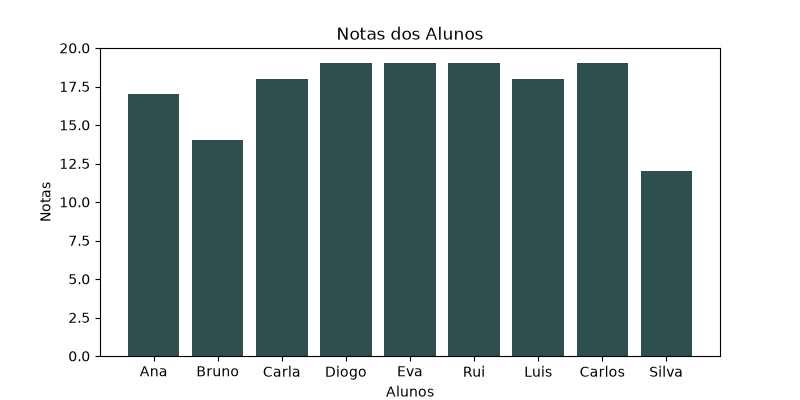 Notas dos Alunos
20.0
17.5
15.0
12.5
10.0
7.5
5.0
2.5
0.0
Notas
Ana Bruno Carla Diogo Eva Rui Luis Carlos Silva
Alunos